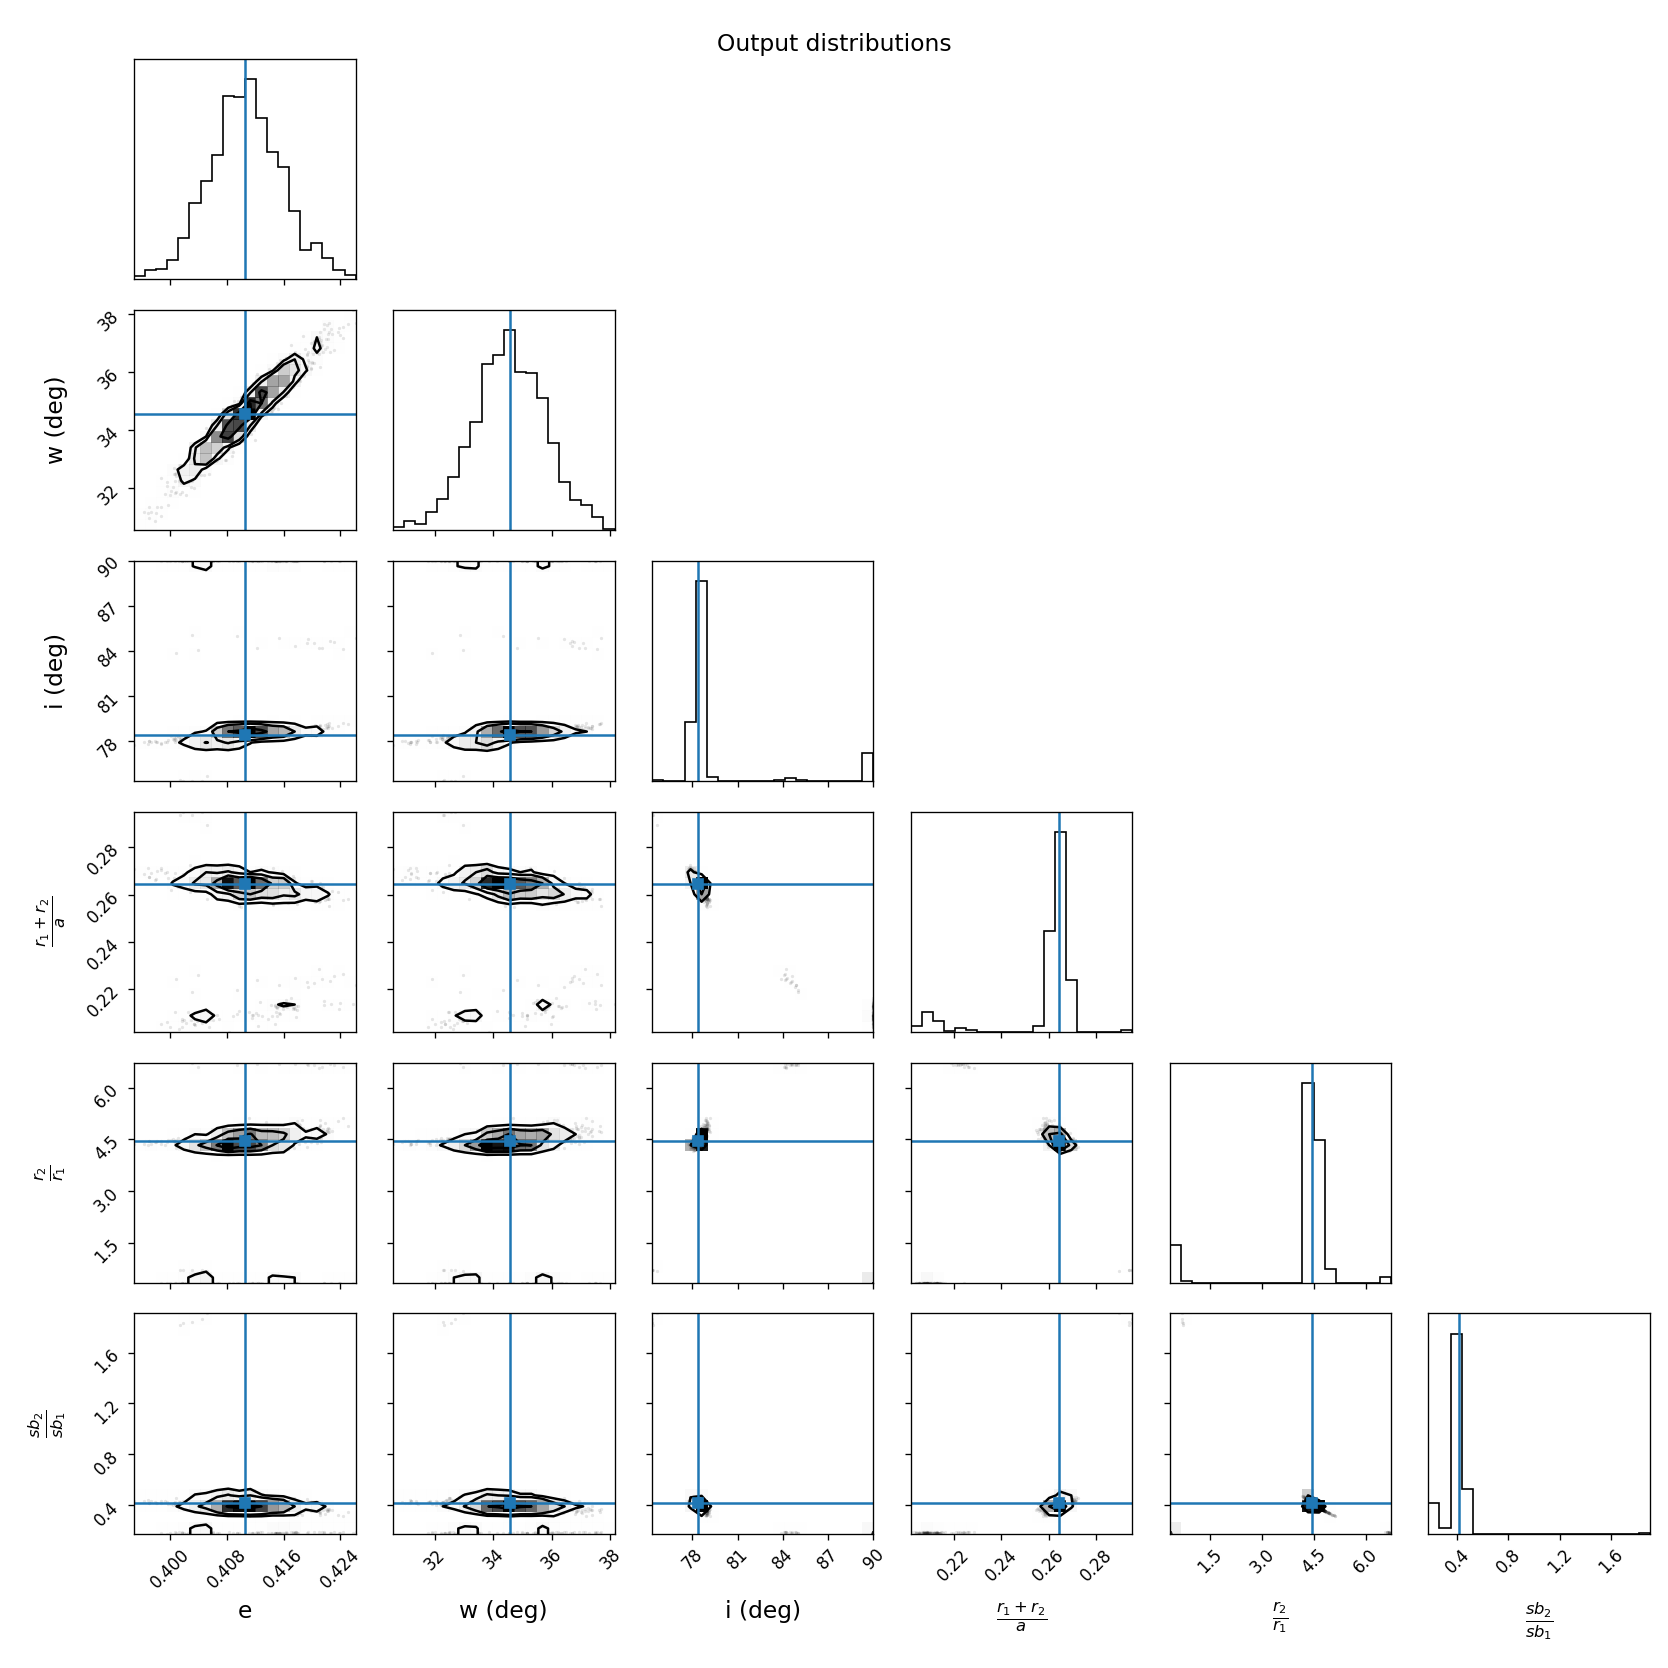 Output distributions
38
36
34
32
w (deg)
90
87
84
81
78
i (deg)
0.28
0.26
0.24
0.22
r₁ + r₂
a
6.0
4.5
3.0
1.5
r₂
r₁
1.6
1.2
0.8
0.4
sb₂
sb₁
0.400 0.408 0.416 0.424 32 34 36 38 78 81 84 87 90 0.22 0.24 0.26 0.28 1.5 3.0 4.5 6.0 0.4 0.8 1.2 1.6
e w (deg) i (deg)
r₁ + r₂
a
r₂
r₁
sb₂
sb₁